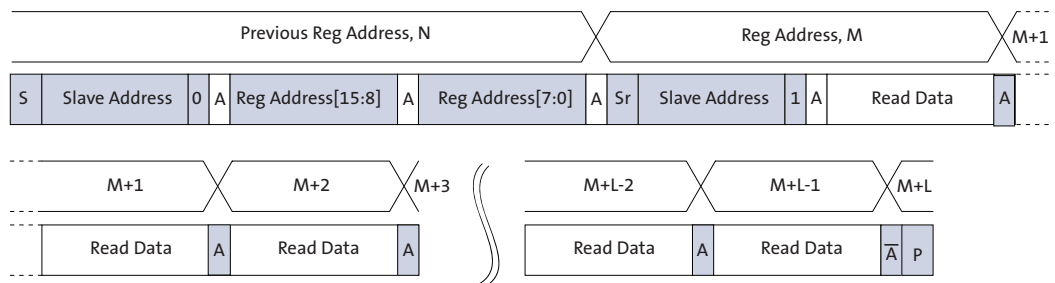 Previous Reg Address, N Reg Address, M M+1
S Slave Address 0 A Reg Address[15:8] A Reg Address[7:0] A Sr Slave Address 1 A Read Data A
M+1 M+2 M+3 M+L-2 M+L-1 M+L
Read Data A Read Data A Read Data A Read Data A̅ P